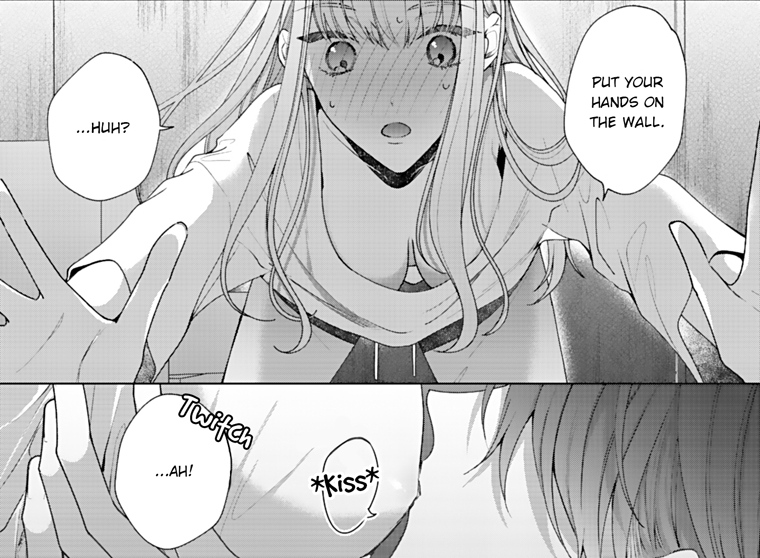 PUT YOUR
HANDS ON
THE WALL.
...HUH?
Twitch
*Kiss*
...AH!